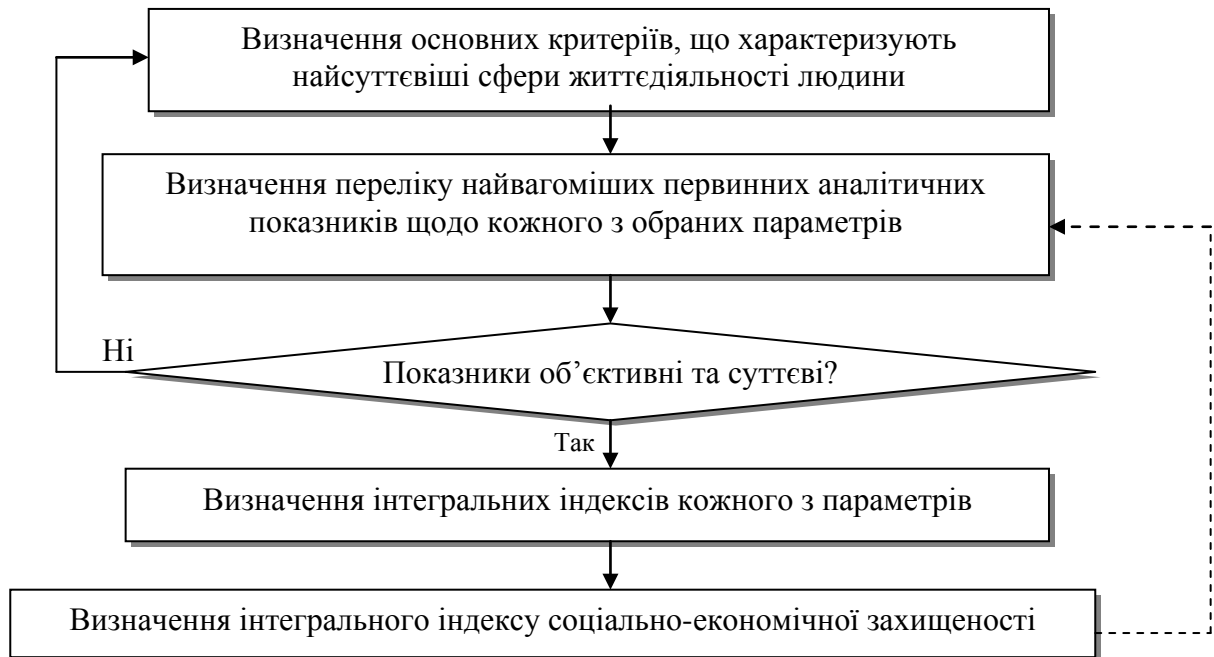 Визначення основних критеріїв, що характеризують
найсуттєвіші сфери життєдіяльності людини
Визначення переліку найвагоміших первинних аналітичних
показників щодо кожного з обраних параметрів
Ні
Показники об’єктивні та суттєві?
Так
Визначення інтегральних індексів кожного з параметрів
Визначення інтегрального індексу соціально-економічної захищеності